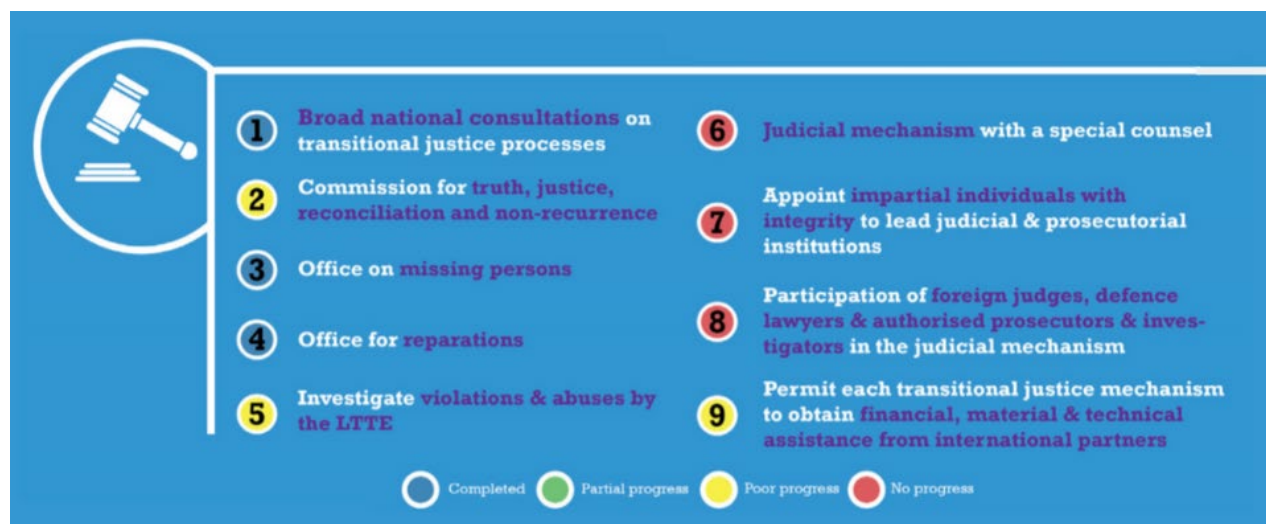 1 Broad national consultations on
transitional justice processes
2 Commission for truth, justice,
reconciliation and non-recurrence
3 Office on missing persons
4 Office for reparations
5 Investigate violations & abuses by
the LTTE
6 Judicial mechanism with a special counsel
7 Appoint impartial individuals with
integrity to lead judicial & prosecutorial
institutions
8 Participation of foreign judges, defence
lawyers & authorised prosecutors & inves-
tigators in the judicial mechanism
9 Permit each transitional justice mechanism
to obtain financial, material & technical
assistance from international partners
Completed Partial progress Poor progress No progress